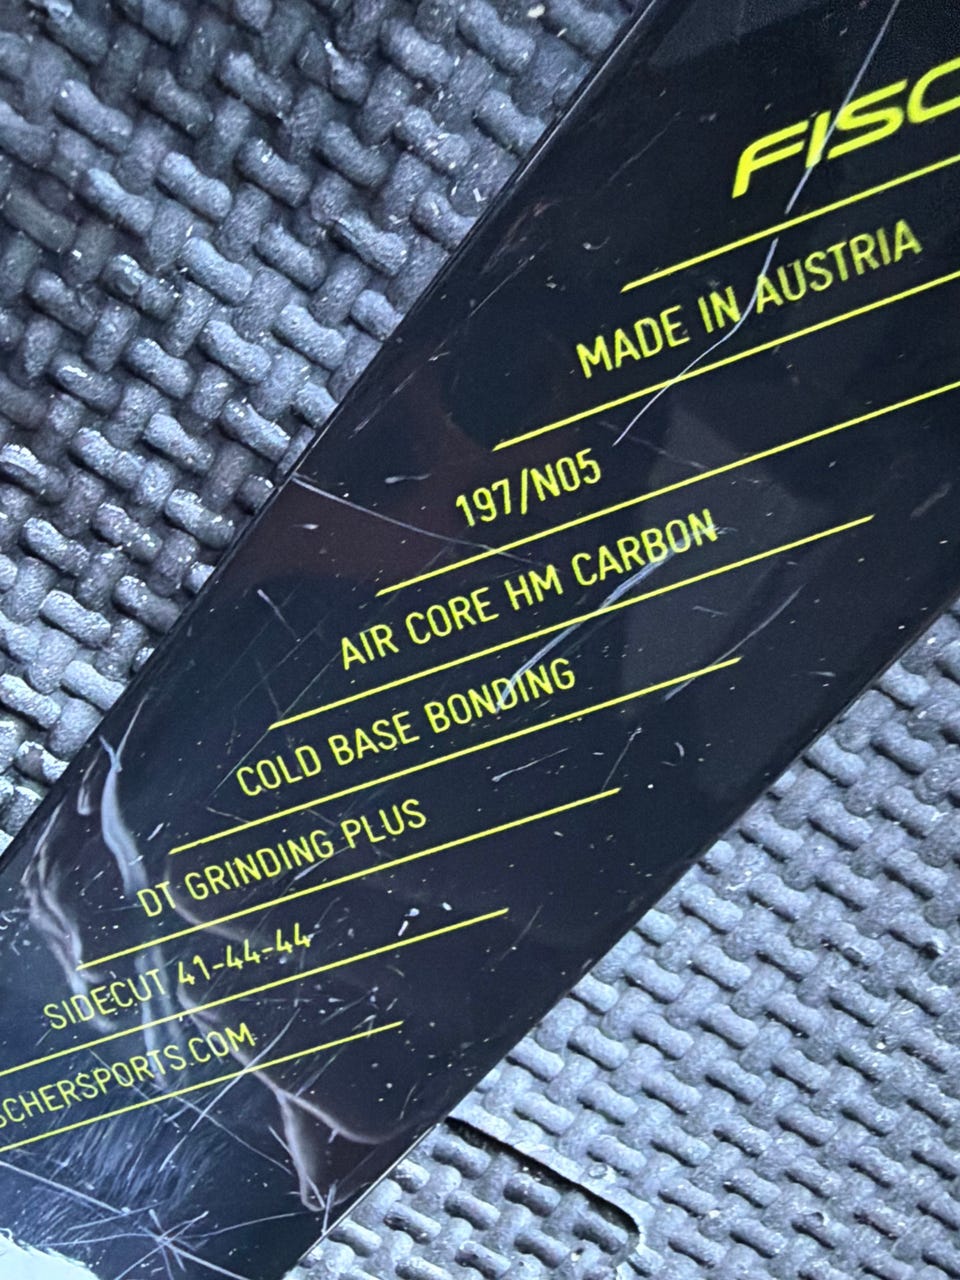 FISC
MADE IN AUSTRIA
197/N05
AIR CORE HM CARBON
COLD BASE BONDING
DT GRINDING PLUS
SIDECUT 41-44-44
SCHERSPORTS.COM